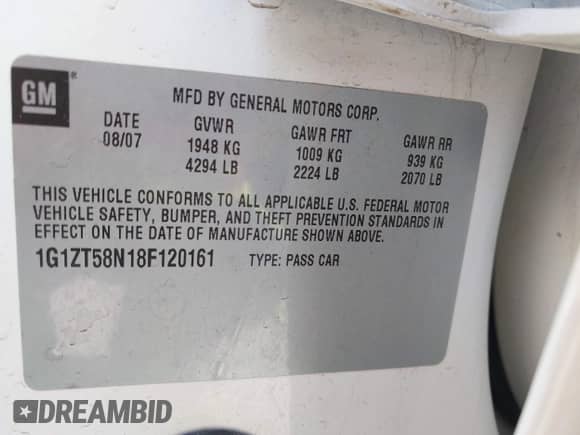 GM ®
MFD BY GENERAL MOTORS CORP.
DATE GVWR GAWR FRT GAWR RR
08/07 1948 KG 1009 KG 939 KG
4294 LB 2224 LB 2070 LB
THIS VEHICLE CONFORMS TO ALL APPLICABLE U.S. FEDERAL MOTOR
VEHICLE SAFETY, BUMPER, AND THEFT PREVENTION STANDARDS IN
EFFECT ON THE DATE OF MANUFACTURE SHOWN ABOVE.
1G1ZT58N18F120161 TYPE: PASS CAR
DREAMBID